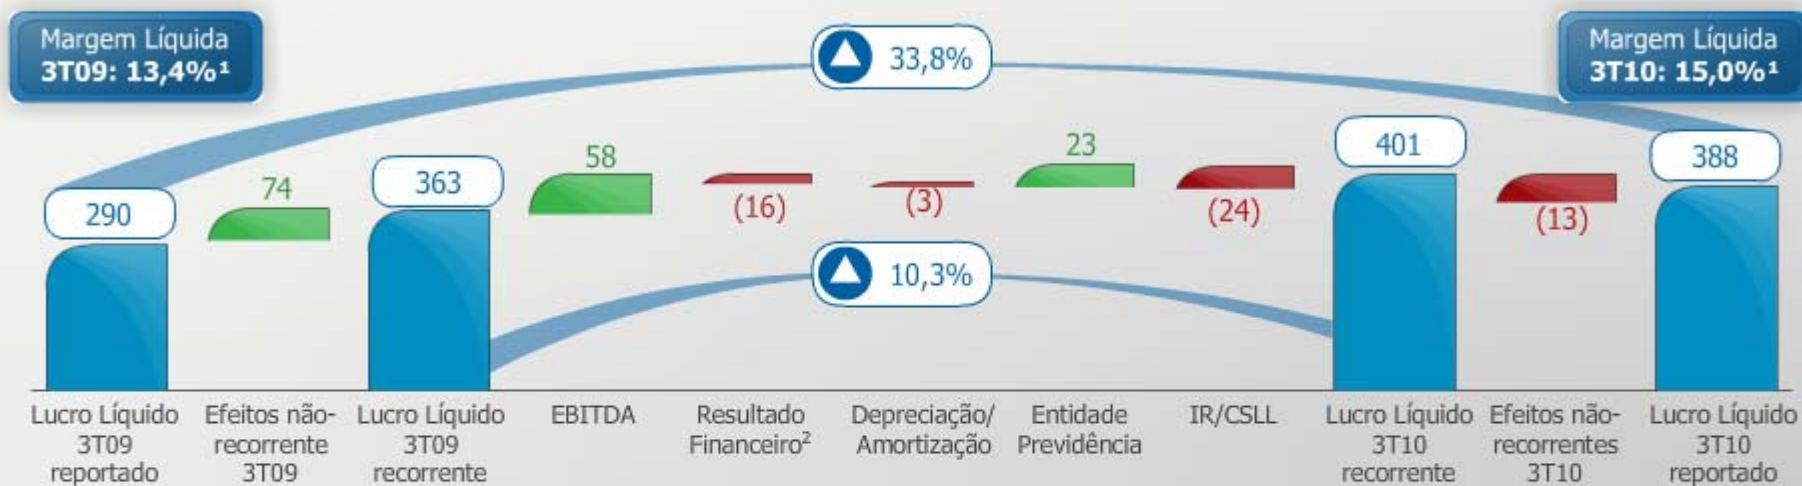 Margem Líquida
3T09: 13,4%¹
33,8%
Margem Líquida
3T10: 15,0%¹
290
74
363
58
(16)
(3)
23
(24)
401
(13)
388
10,3%
Lucro Líquido
3T09
reportado
Efeitos não-
recorrente
3T09
Lucro Líquido
3T09
recorrente
EBITDA
Resultado
Financeiro²
Depreciação/
Amortização
Entidade
Previdência
IR/CSLL
Lucro Líquido
3T10
recorrente
Efeitos não-
recorrentes
3T10
Lucro Líquido
3T10
reportado